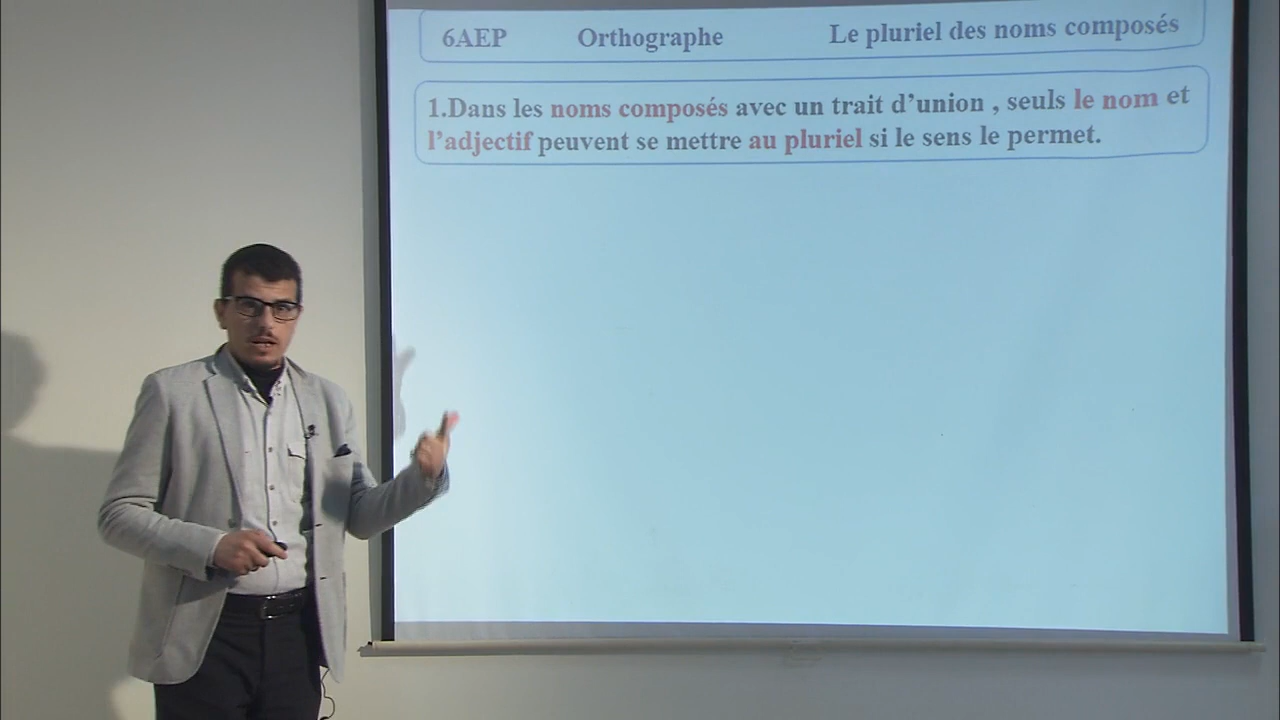 6AEP Orthographe Le pluriel des noms composés
1.Dans les noms composés avec un trait d'union , seuls le nom et
l'adjectif peuvent se mettre au pluriel si le sens le permet.